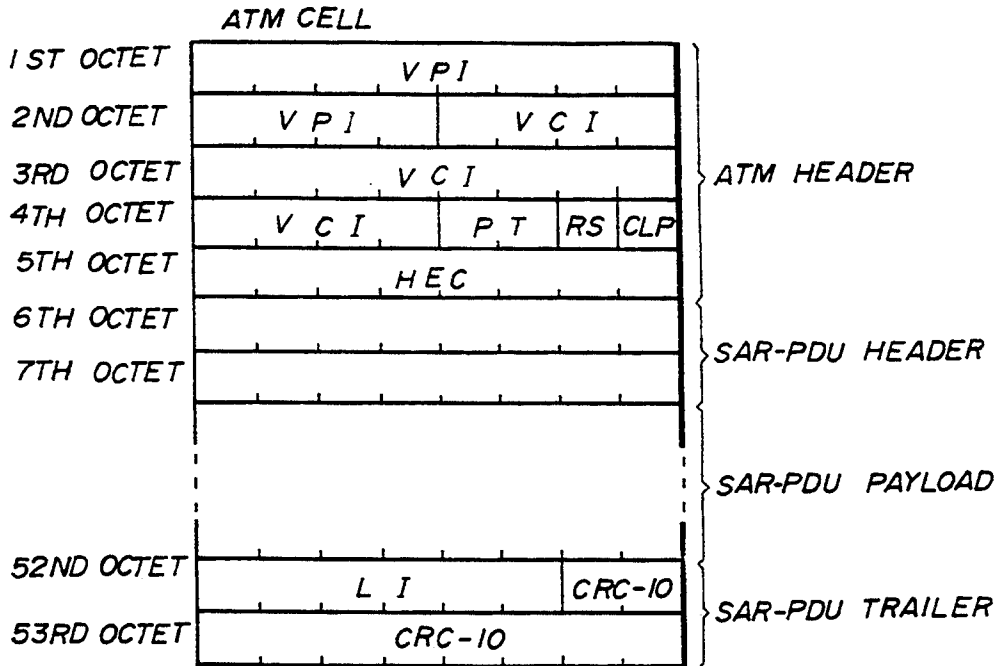 ATM CELL
1ST OCTET VPI
2ND OCTET VPI VCI
3RD OCTET VCI
ATM HEADER
4TH OCTET VCI PT RS CLP
5TH OCTET HEC
6TH OCTET
SAR-PDU HEADER
7TH OCTET
SAR-PDU PAYLOAD
52ND OCTET LI CRC-10
SAR-PDU TRAILER
53RD OCTET CRC-10